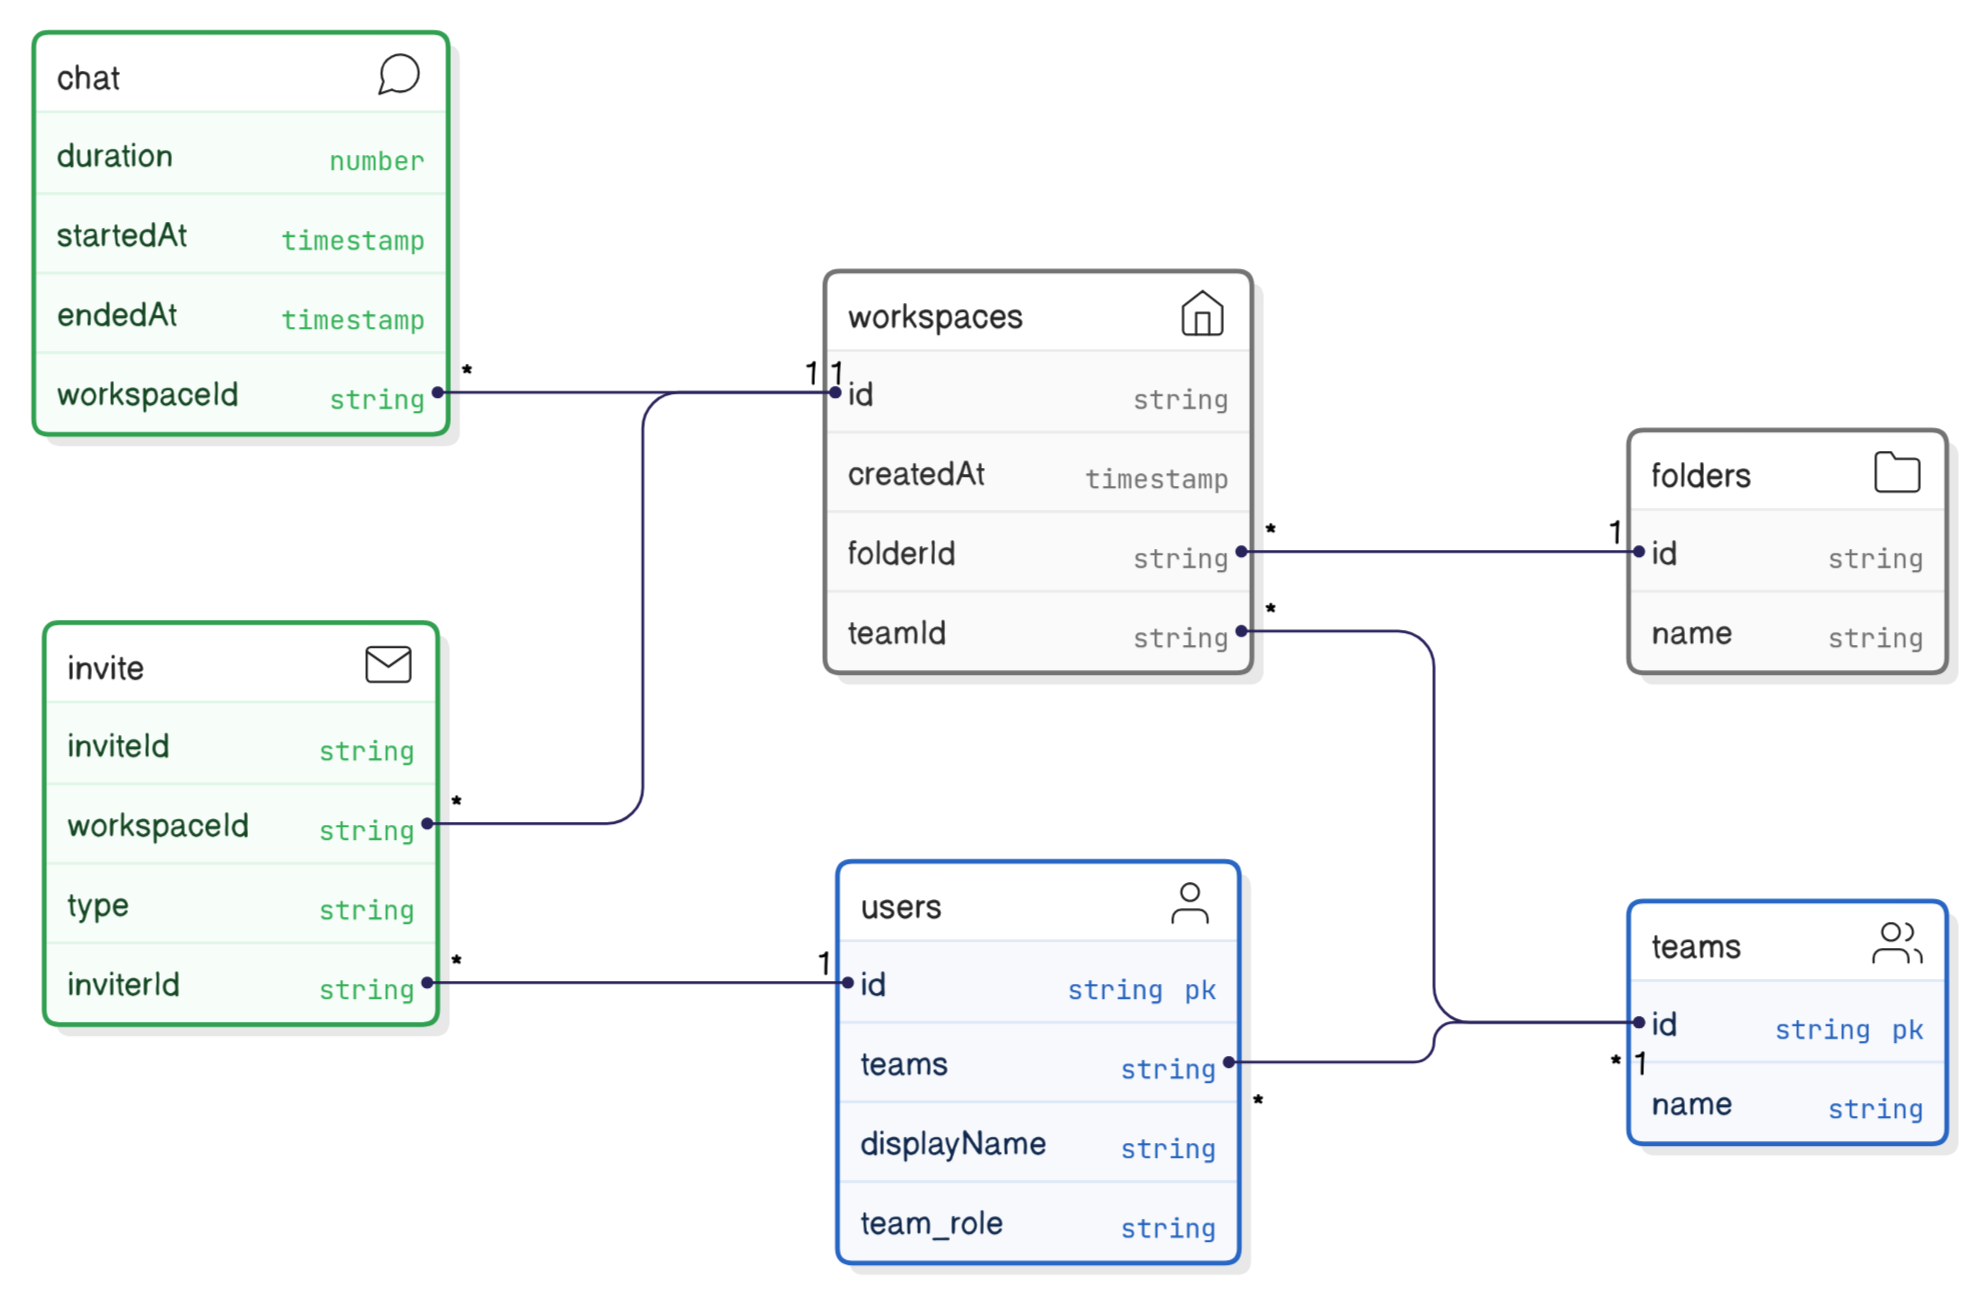 chat
duration number
startedAt timestamp
endedAt timestamp
workspaceId string
*
1 1
workspaces
id string
createdAt timestamp
folderId string
*
teamId string
*
1
folders
id string
name string
invite
inviteId string
workspaceId string
*
type string
inviterId string
*
1
users
id string pk
teams string
*
displayName string
team_role string
teams
id string pk
* 1
name string